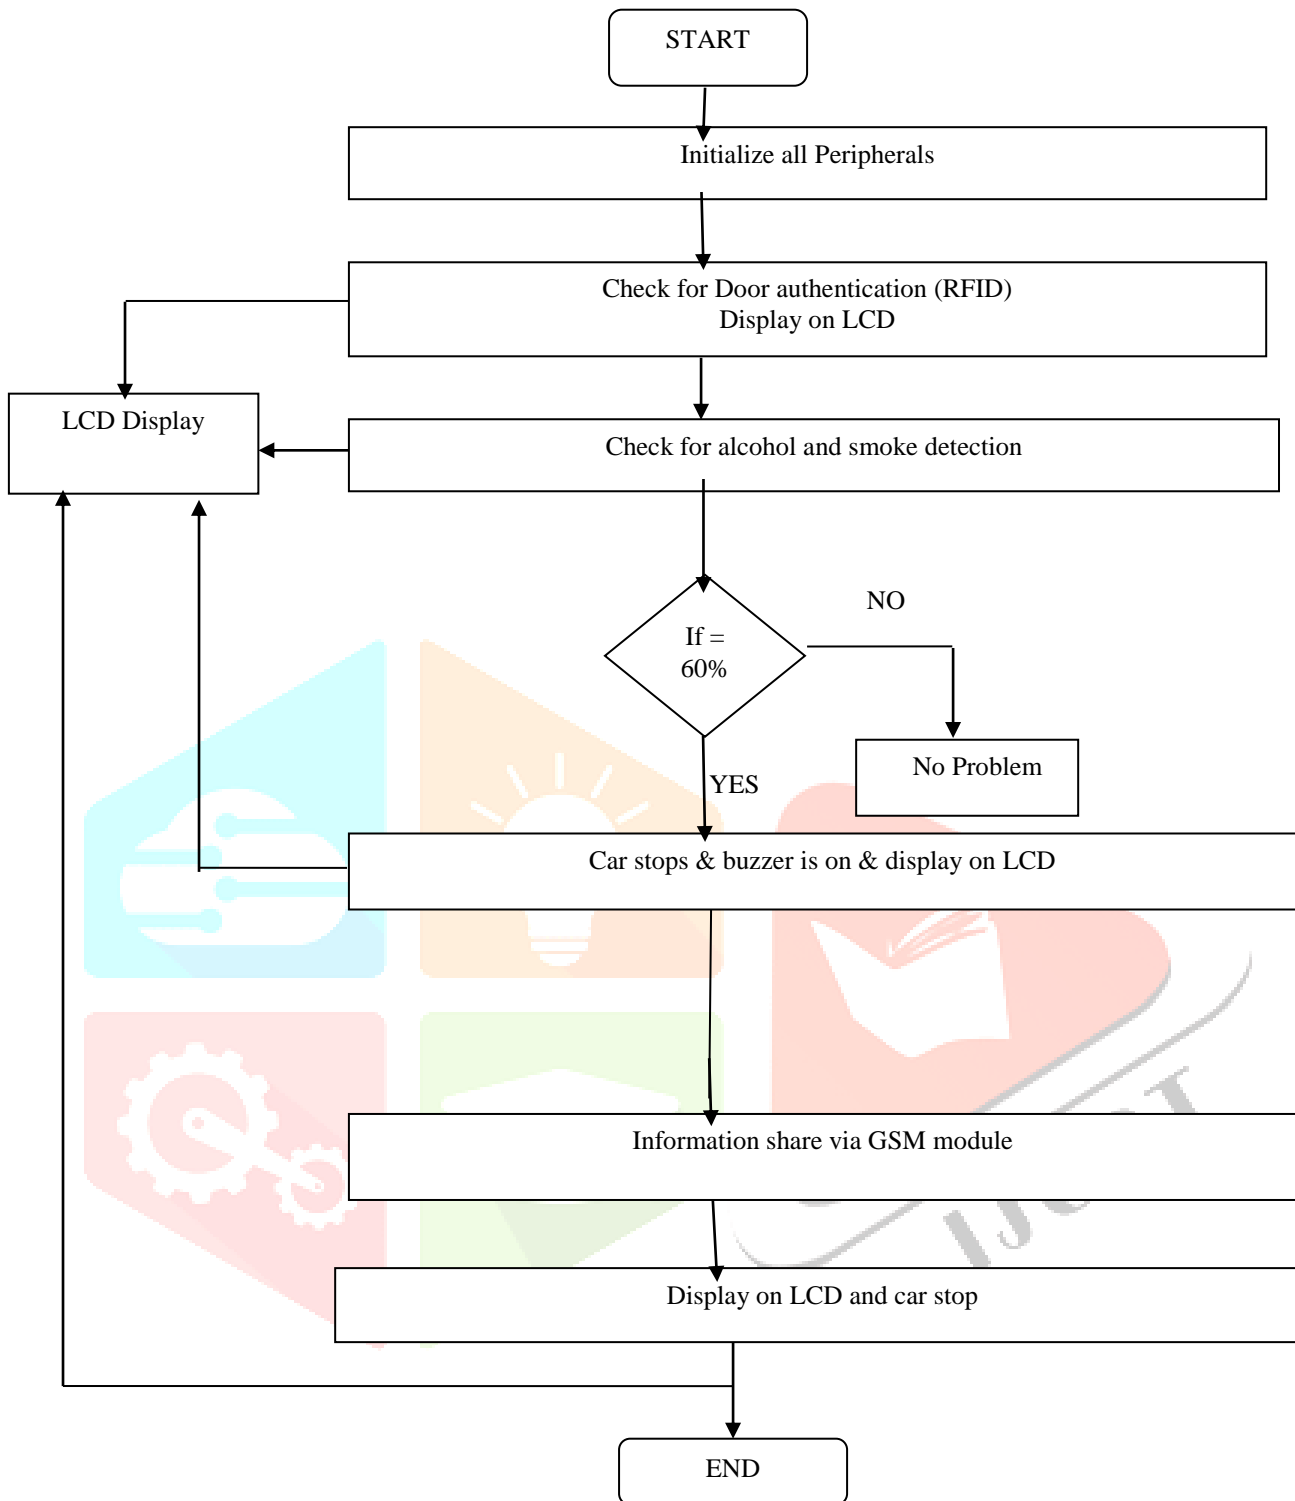 START
Initialize all Peripherals
Check for Door authentication (RFID)
Display on LCD
LCD Display
Check for alcohol and smoke detection
NO
If =
60%
No Problem
YES
Car stops & buzzer is on & display on LCD
Information share via GSM module
Display on LCD and car stop
END